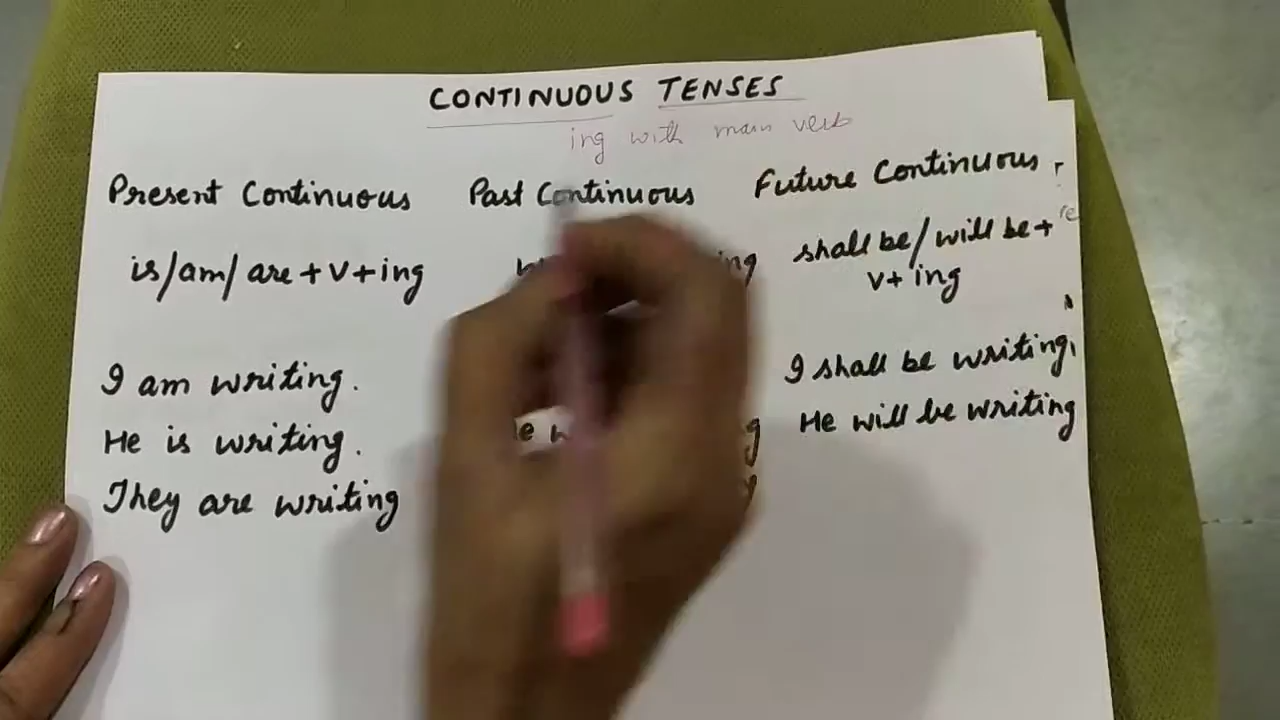 CONTINUOUS TENSES
ing with main verb
Present Continuous
is/am/are + v + ing
I am writing.
He is writing.
They are writing
Past Continuous
Future Continuous
shall be/will be +
v + ing
I shall be writing,
He will be writing